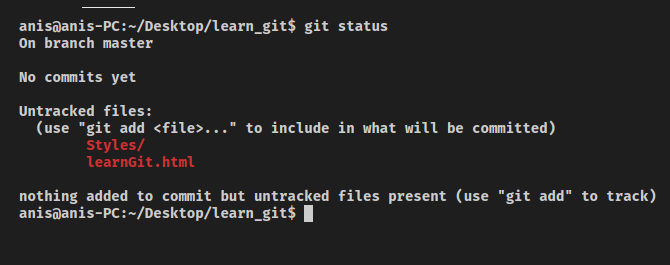 anis@anis-PC:~/Desktop/learn_git$ git status
On branch master
No commits yet
Untracked files:
(use "git add <file>..." to include in what will be committed)
Styles/
learnGit.html
nothing added to commit but untracked files present (use "git add" to track)
anis@anis-PC:~/Desktop/learn_git$